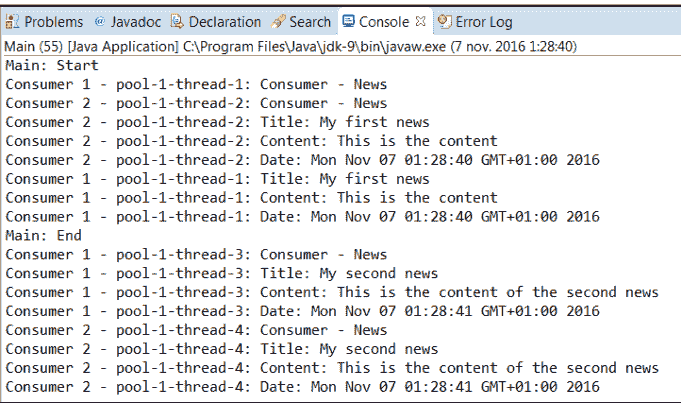 Problems @ Javadoc Declaration Search Console Error Log
Main (55) [Java Application] C:\Program Files\Java\jdk-9\bin\javaw.exe (7 nov. 2016 1:28:40)
Main: Start
Consumer 1 - pool-1-thread-1: Consumer - News
Consumer 2 - pool-1-thread-2: Consumer - News
Consumer 2 - pool-1-thread-2: Title: My first news
Consumer 2 - pool-1-thread-2: Content: This is the content
Consumer 2 - pool-1-thread-2: Date: Mon Nov 07 01:28:40 GMT+01:00 2016
Consumer 1 - pool-1-thread-1: Title: My first news
Consumer 1 - pool-1-thread-1: Content: This is the content
Consumer 1 - pool-1-thread-1: Date: Mon Nov 07 01:28:40 GMT+01:00 2016
Main: End
Consumer 1 - pool-1-thread-3: Consumer - News
Consumer 1 - pool-1-thread-3: Title: My second news
Consumer 1 - pool-1-thread-3: Content: This is the content of the second news
Consumer 1 - pool-1-thread-3: Date: Mon Nov 07 01:28:41 GMT+01:00 2016
Consumer 2 - pool-1-thread-4: Consumer - News
Consumer 2 - pool-1-thread-4: Title: My second news
Consumer 2 - pool-1-thread-4: Content: This is the content of the second news
Consumer 2 - pool-1-thread-4: Date: Mon Nov 07 01:28:41 GMT+01:00 2016